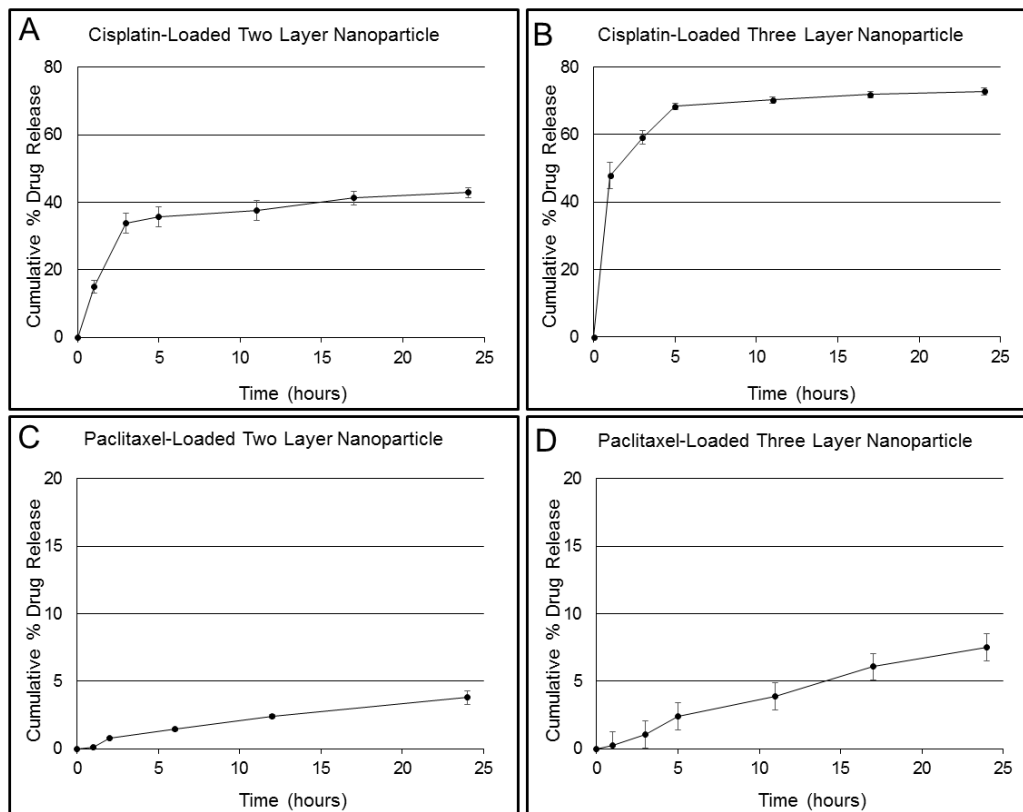 A
Cisplatin-Loaded Two Layer Nanoparticle
Cumulative % Drug Release
80
60
40
20
0
0 5 10 15 20 25
Time (hours)
B
Cisplatin-Loaded Three Layer Nanoparticle
Cumulative % Drug Release
80
60
40
20
0
0 5 10 15 20 25
Time (hours)
C
Paclitaxel-Loaded Two Layer Nanoparticle
Cumulative % Drug Release
20
15
10
5
0
0 5 10 15 20 25
Time (hours)
D
Paclitaxel-Loaded Three Layer Nanoparticle
Cumulative % Drug Release
20
15
10
5
0
0 5 10 15 20 25
Time (hours)